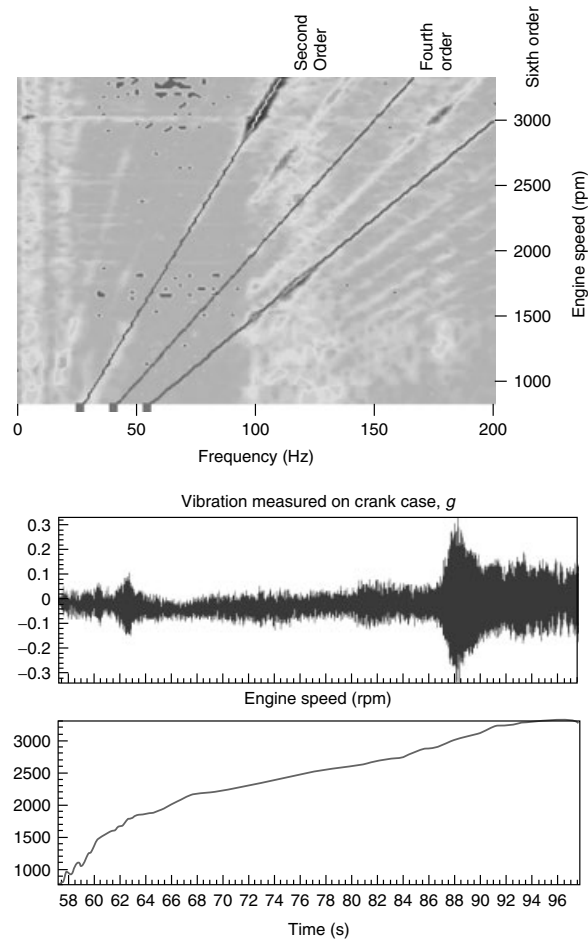 Second
Order
Fourth
order
Sixth order
3000
2500
2000
1500
1000
Engine speed (rpm)
0 50 100 150 200
Frequency (Hz)
Vibration measured on crank case, g
0.3
0.2
0.1
0
−0.1
−0.2
−0.3
Engine speed (rpm)
3000
2500
2000
1500
1000
58 60 62 64 66 68 70 72 74 76 78 80 82 84 86 88 90 92 94 96
Time (s)